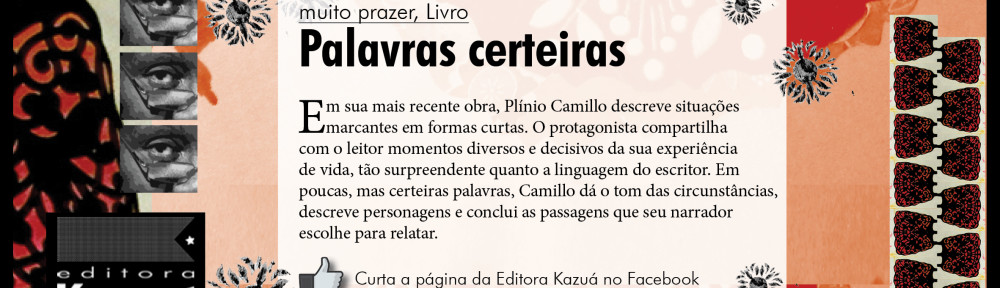 muito prazer, Livro
Palavras certeiras
Em sua mais recente obra, Plínio Camillo descreve situações
marcantes em formas curtas. O protagonista compartilha
com o leitor momentos diversos e decisivos da sua experiência
de vida, tão surpreendente quanto a linguagem do escritor. Em
poucas, mas certeiras palavras, Camillo dá o tom das circunstâncias,
descreve personagens e conclui as passagens que seu narrador
escolhe para relatar.
editora
Curta a página da Editora Kazuá no Facebook